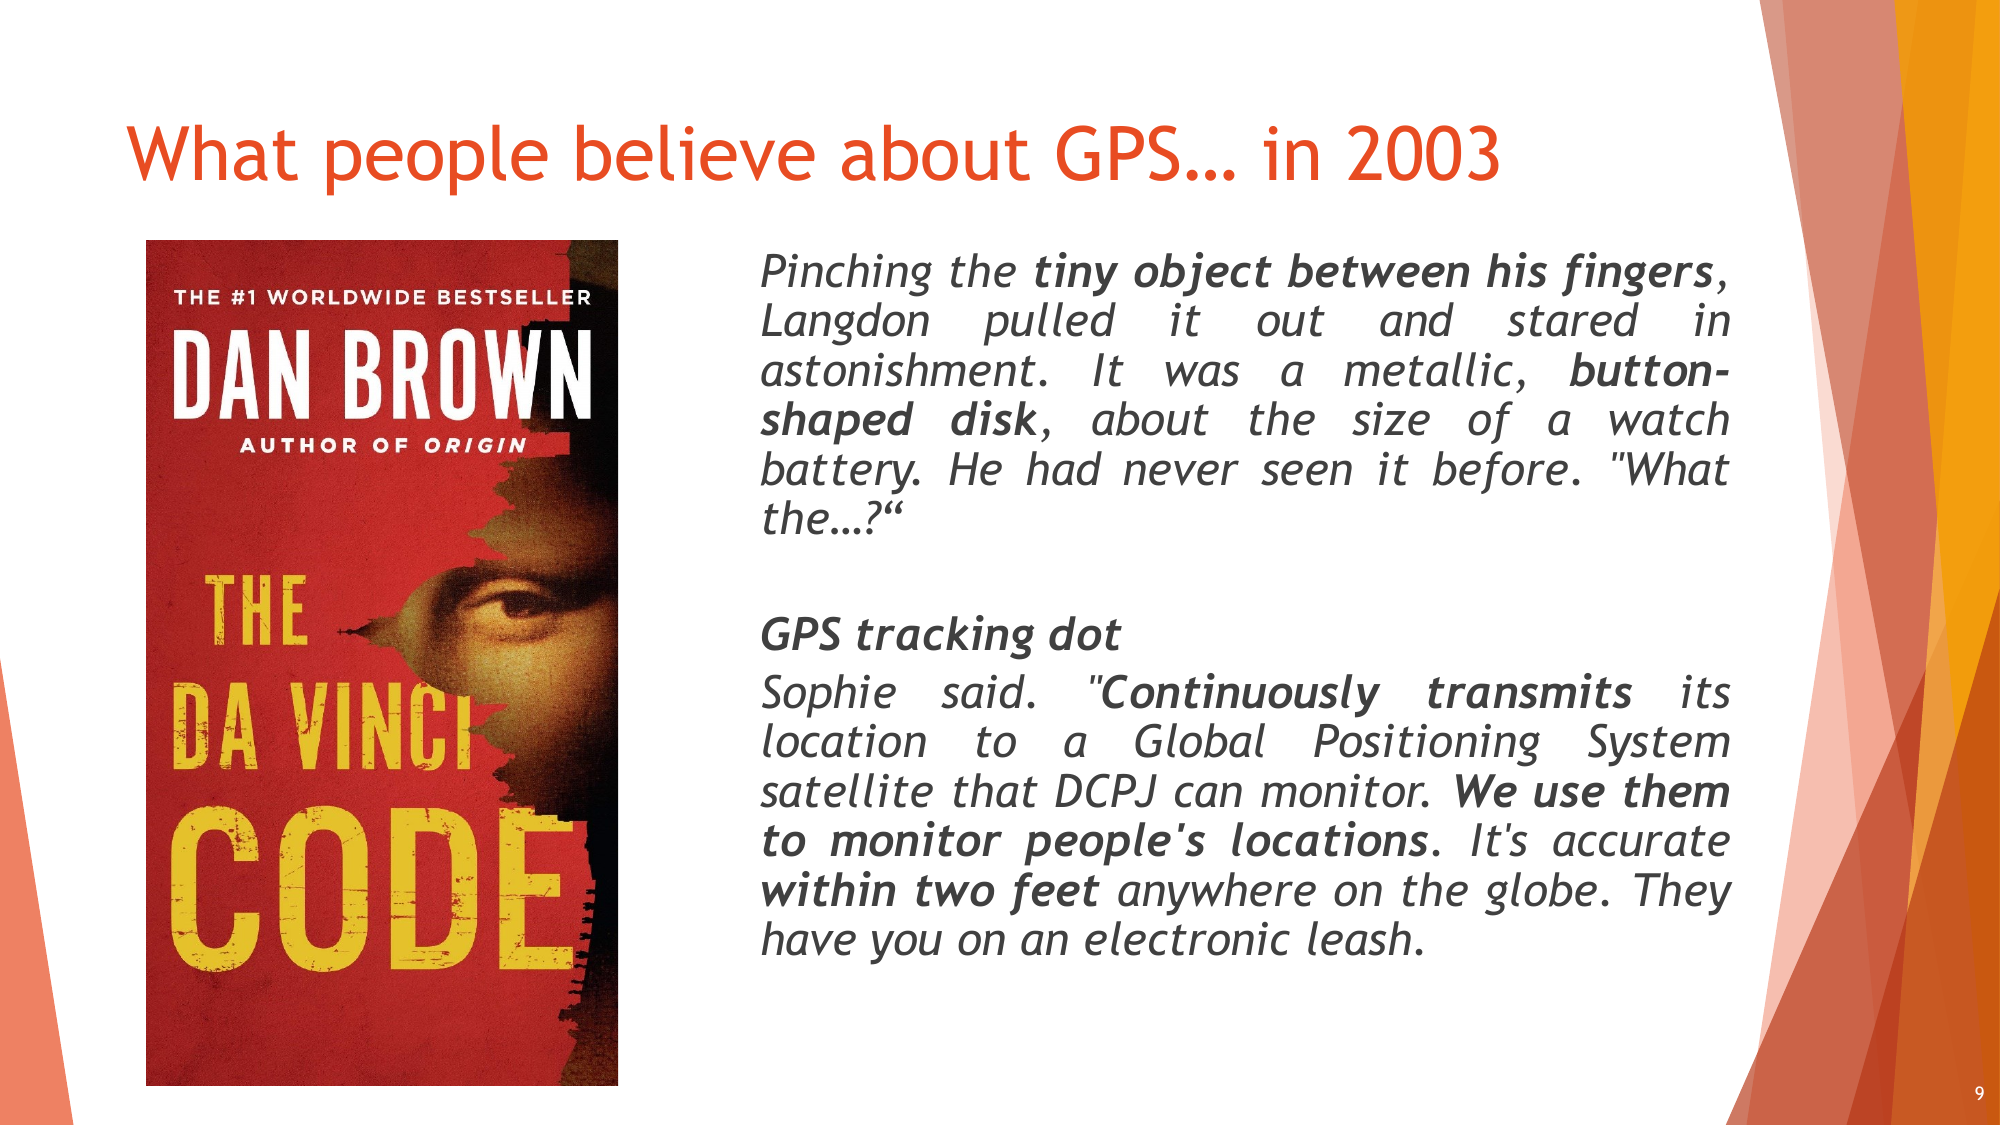 What people believe about GPS… in 2003
THE #1 WORLDWIDE BESTSELLER
DAN BROWN
AUTHOR OF ORIGIN
THE
DA VINCI
CODE
Pinching the tiny object between his fingers,
Langdon pulled it out and stared in
astonishment. It was a metallic, button-
shaped disk, about the size of a watch
battery. He had never seen it before. "What
the…?“
GPS tracking dot
Sophie said. "Continuously transmits its
location to a Global Positioning System
satellite that DCPJ can monitor. We use them
to monitor people's locations. It's accurate
within two feet anywhere on the globe. They
have you on an electronic leash.
9